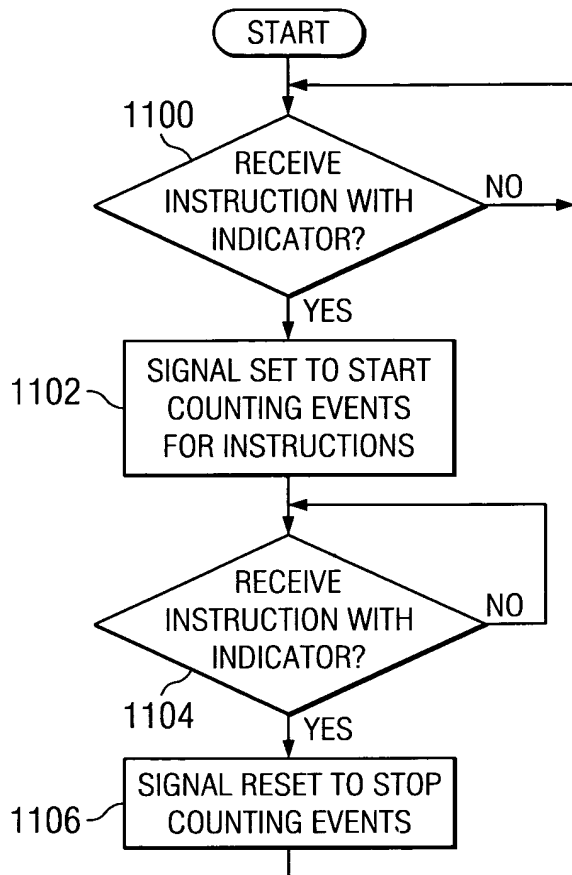 START
1100
RECEIVE
INSTRUCTION WITH
INDICATOR?
NO
YES
1102
SIGNAL SET TO START
COUNTING EVENTS
FOR INSTRUCTIONS
RECEIVE
INSTRUCTION WITH
INDICATOR?
NO
1104
YES
1106
SIGNAL RESET TO STOP
COUNTING EVENTS